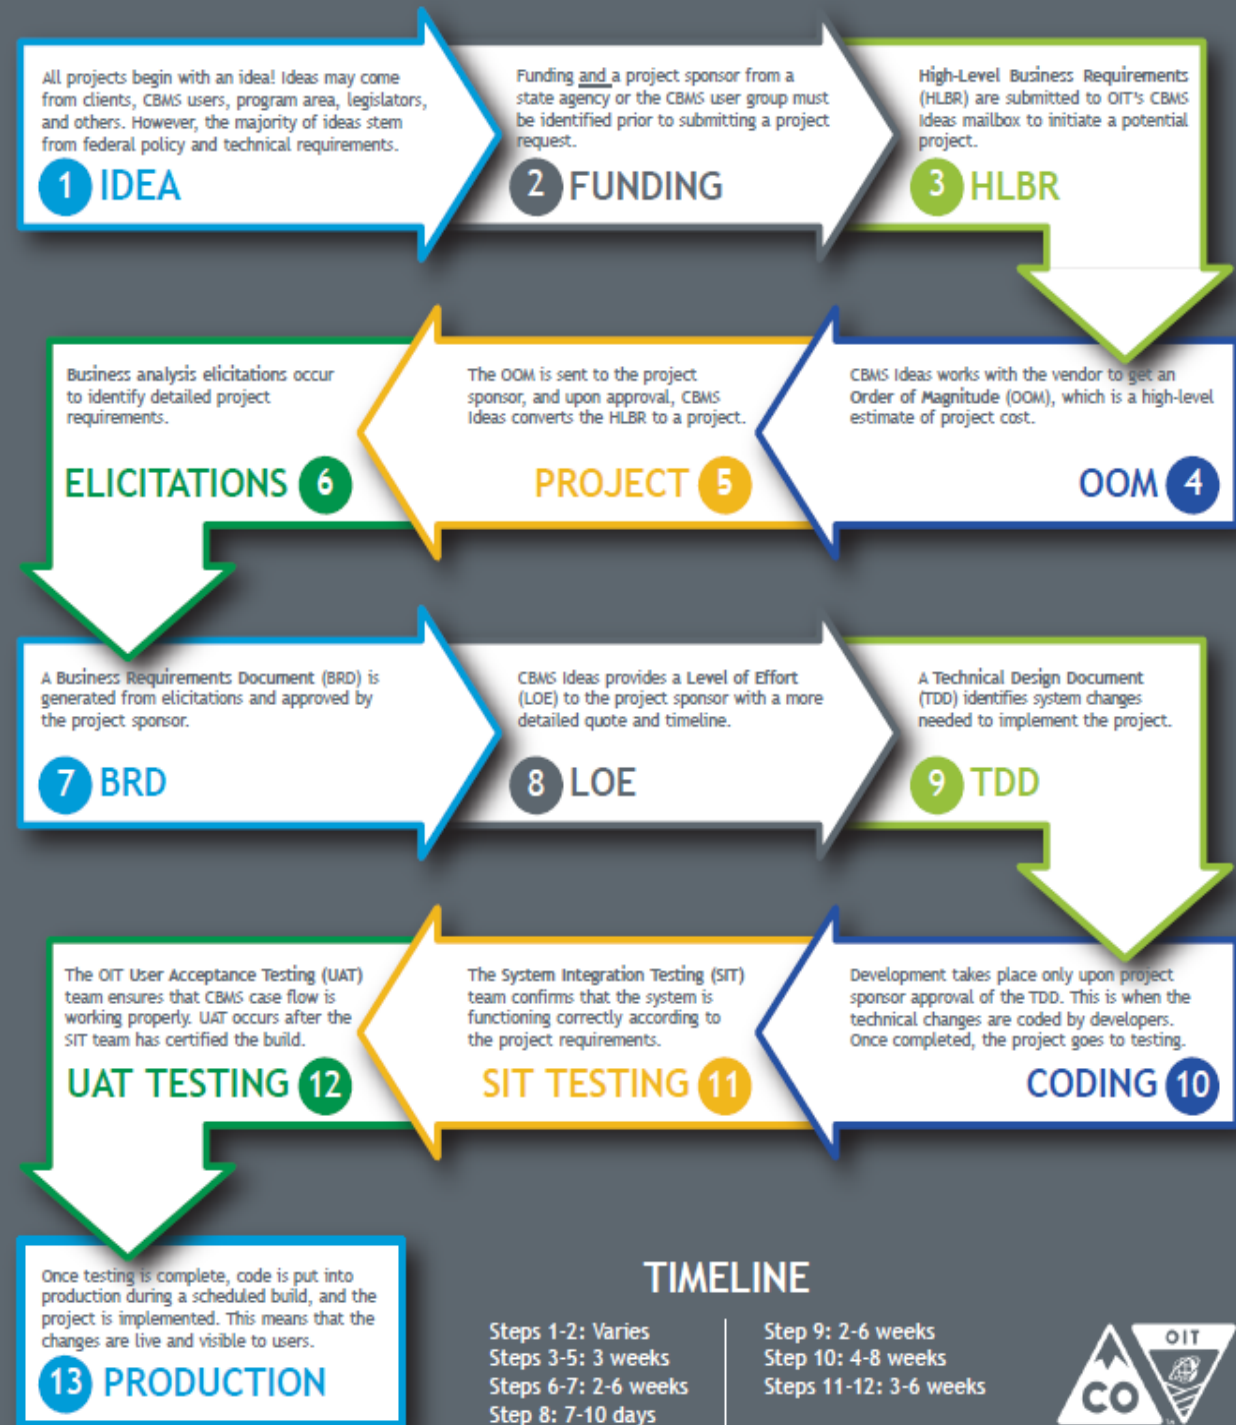 All projects begin with an idea! Ideas may come
from clients, CBMS users, program area, legislators,
and others. However, the majority of ideas stem
from federal policy and technical requirements.
1 IDEA
Funding and a project sponsor from a
state agency or the CBMS user group must
be identified prior to submitting a project
request.
2 FUNDING
High-Level Business Requirements
(HLBR) are submitted to OIT's CBMS
Ideas mailbox to initiate a potential
project.
3 HLBR
CBMS Ideas works with the vendor to get an
Order of Magnitude (OOM), which is a high-level
estimate of project cost.
OOM 4
The OOM is sent to the project
sponsor, and upon approval, CBMS
Ideas converts the HLBR to a project.
PROJECT 5
Business analysis elicitations occur
to identify detailed project
requirements.
ELICITATIONS 6
A Business Requirements Document (BRD) is
generated from elicitations and approved by
the project sponsor.
7 BRD
CBMS Ideas provides a Level of Effort
(LOE) to the project sponsor with a more
detailed quote and timeline.
8 LOE
A Technical Design Document
(TDD) identifies system changes
needed to implement the project.
9 TDD
Development takes place only upon project
sponsor approval of the TDD. This is when the
technical changes are coded by developers.
Once completed, the project goes to testing.
CODING 10
The System Integration Testing (SIT)
team confirms that the system is
functioning correctly according to
the project requirements.
SIT TESTING 11
The OIT User Acceptance Testing (UAT)
team ensures that CBMS case flow is
working properly. UAT occurs after the
SIT team has certified the build.
UAT TESTING 12
Once testing is complete, code is put into
production during a scheduled build, and the
project is implemented. This means that the
changes are live and visible to users.
13 PRODUCTION
TIMELINE
Steps 1-2: Varies
Steps 3-5: 3 weeks
Steps 6-7: 2-6 weeks
Step 8: 7-10 days
Step 9: 2-6 weeks
Step 10: 4-8 weeks
Steps 11-12: 3-6 weeks
CO
OIT